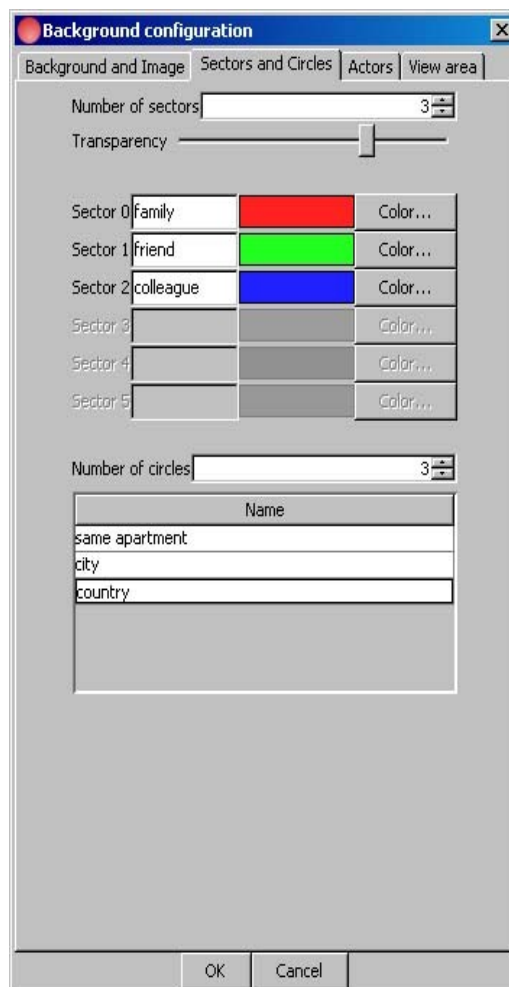 Background configuration
Background and Image Sectors and Circles Actors View area
Number of sectors 3
Transparency
Sector 0 family Color...
Sector 1 friend Color...
Sector 2 colleague Color...
Sector 3 Color...
Sector 4 Color...
Sector 5 Color...
Number of circles 3
Name
same apartment
city
country
OK Cancel